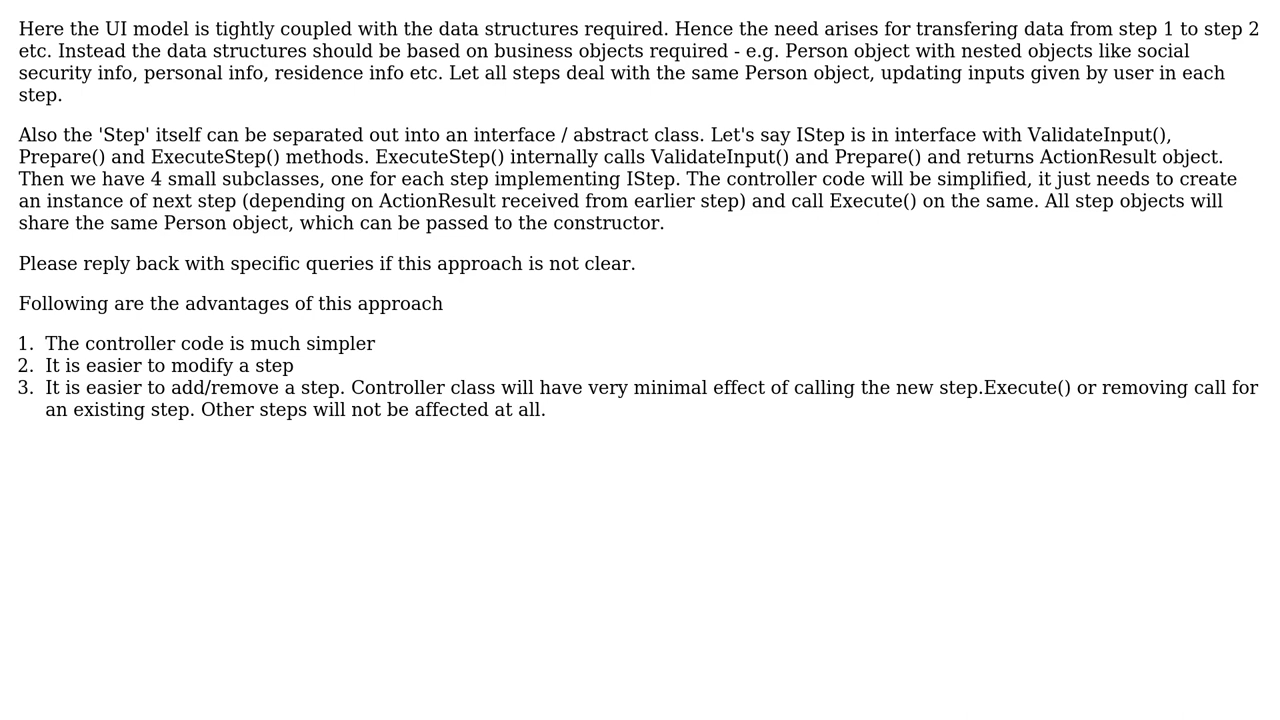 Here the UI model is tightly coupled with the data structures required. Hence the need arises for transfering data from step 1 to step 2
etc. Instead the data structures should be based on business objects required - e.g. Person object with nested objects like social
security info, personal info, residence info etc. Let all steps deal with the same Person object, updating inputs given by user in each
step.
Also the 'Step' itself can be separated out into an interface / abstract class. Let's say IStep is in interface with ValidateInput(),
Prepare() and ExecuteStep() methods. ExecuteStep() internally calls ValidateInput() and Prepare() and returns ActionResult object.
Then we have 4 small subclasses, one for each step implementing IStep. The controller code will be simplified, it just needs to create
an instance of next step (depending on ActionResult received from earlier step) and call Execute() on the same. All step objects will
share the same Person object, which can be passed to the constructor.
Please reply back with specific queries if this approach is not clear.
Following are the advantages of this approach
1. The controller code is much simpler
2. It is easier to modify a step
3. It is easier to add/remove a step. Controller class will have very minimal effect of calling the new step.Execute() or removing call for
an existing step. Other steps will not be affected at all.